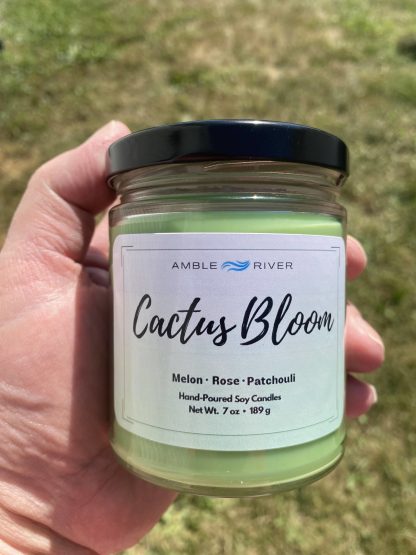 AMBLE RIVER
Cactus Bloom
Melon · Rose · Patchouli
Hand-Poured Soy Candles
Net Wt. 7 oz • 189 g